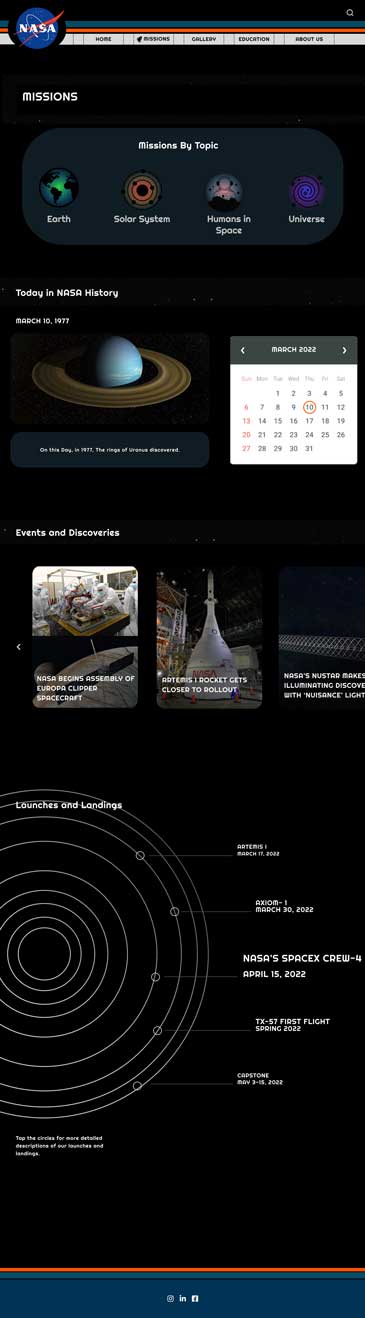 NASA
HOME
MISSIONS
GALLERY
EDUCATION
ABOUT US
MISSIONS
Missions By Topic
Earth
Solar System
Humans in
Space
Universe
Today in NASA History
MARCH 10, 1977
MARCH 2022
Sun Mon Tue Wed Thu Fri Sat
1 2 3 4 5
6 7 8 9 10 11 12
13 14 15 16 17 18 19
20 21 22 23 24 25 26
27 28 29 30 31
On this Day, in 1977, The rings of Uranus discovered.
Events and Discoveries
NASA BEGINS ASSEMBLY OF
EUROPA CLIPPER
SPACECRAFT
ARTEMIS I ROCKET GETS
CLOSER TO ROLLOUT
NASA'S NUSTAR MAKES
ILLUMINATING DISCOVE
WITH 'NUISANCE' LIGHT
Launches and Landings
ARTEMIS I
MARCH 17, 2022
AXIOM- 1
MARCH 30, 2022
NASA'S SPACEX CREW-4
APRIL 15, 2022
TX-57 FIRST FLIGHT
SPRING 2022
CAPSTONE
MAY 3-15, 2022
Tap the circles for more detailed
descriptions of our launches and
landings.